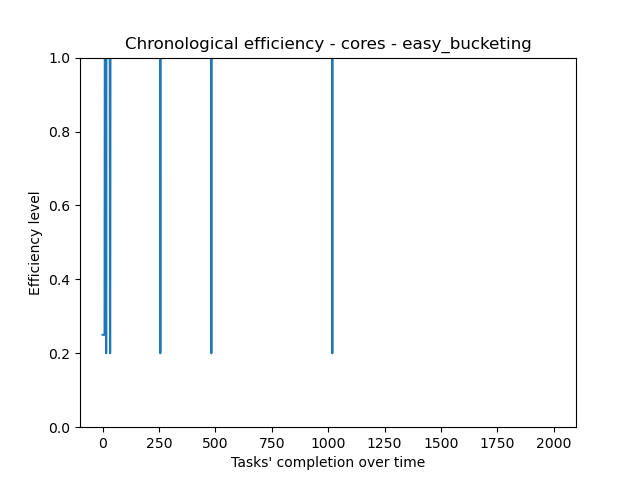 Chronological efficiency - cores - easy_bucketing
1.0
0.8
0.6
0.4
0.2
0.0
Efficiency level
0 250 500 750 1000 1250 1500 1750 2000
Tasks' completion over time